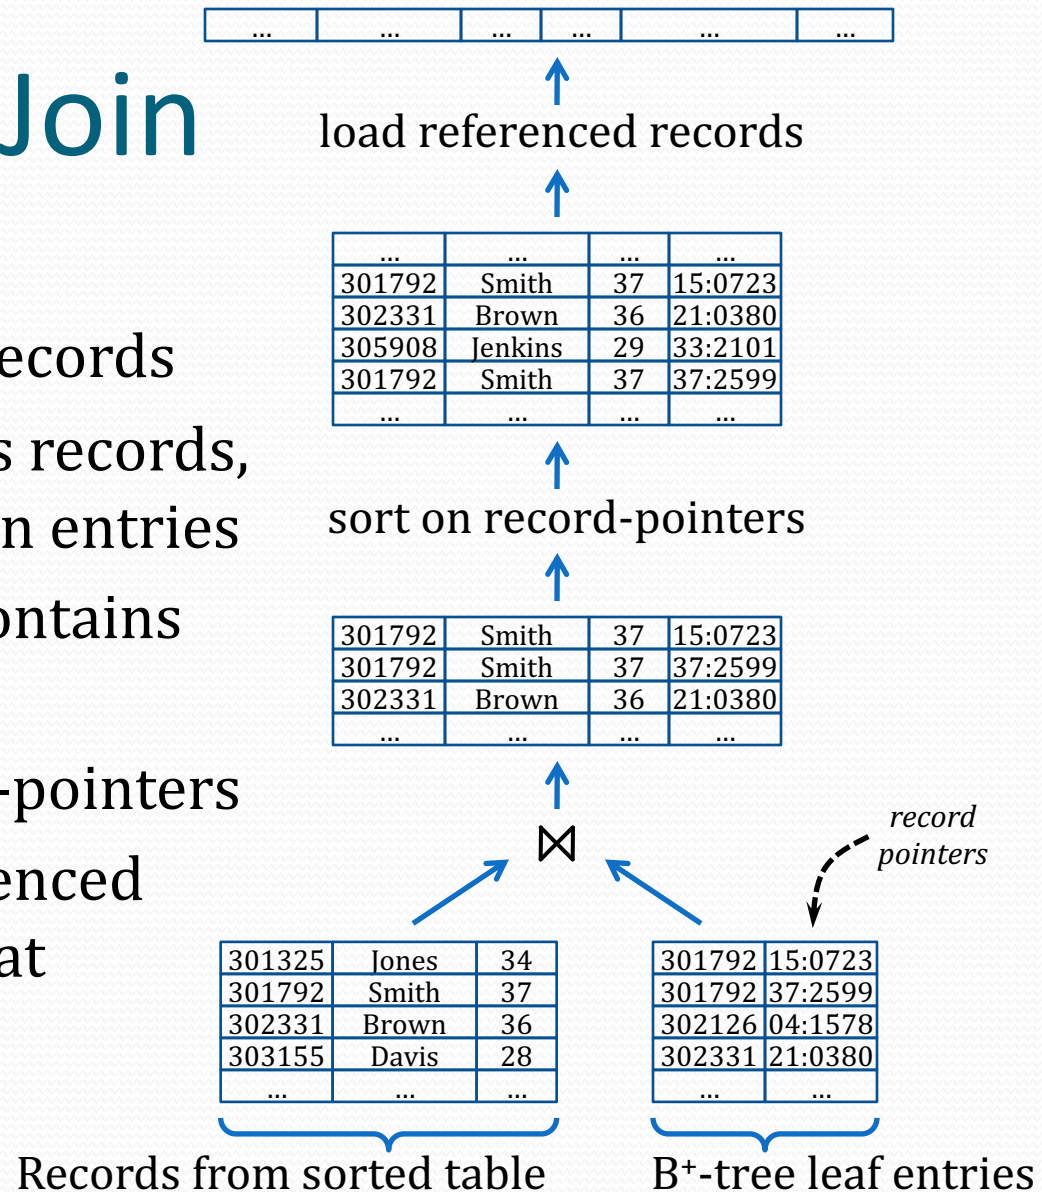 ... ... ... ... ... ...
Join
load referenced records
... ... ... ...
301792 Smith 37 15:0723
302331 Brown 36 21:0380
305908 Jenkins 29 33:2101
301792 Smith 37 37:2599
... ... ... ...
ecords
s records,
n entries
ontains
-pointers
enced
at
sort on record-pointers
301792 Smith 37 15:0723
301792 Smith 37 37:2599
302331 Brown 36 21:0380
... ... ... ...
⋈
record
pointers
301325 Jones 34
301792 Smith 37
302331 Brown 36
303155 Davis 28
... ... ...
301792 15:0723
301792 37:2599
302126 04:1578
302331 21:0380
... ...
Records from sorted table
B⁺-tree leaf entries